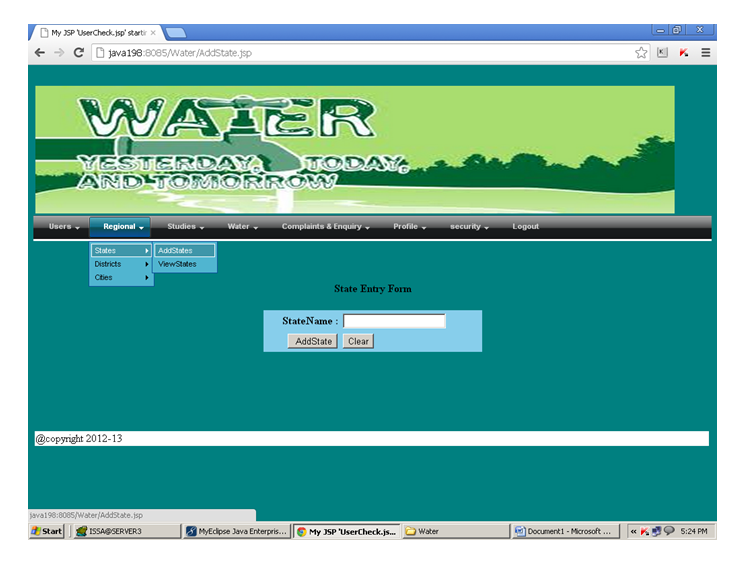 My JSP 'UserCheck.jsp' startin
java198:8085/Water/AddState.jsp
WATER
YESTERDAY, TODAY,
AND TOMORROW
Users Regional Studies Water Complaints & Enquiry Profile security Logout
States AddStates
Districts ViewStates
Cities
State Entry Form
StateName :
AddState Clear
@copyright 2012-13
java198:8085/Water/AddState.jsp
Start ISSA@SERVER3 MyEclipse Java Enterpris... My JSP 'UserCheck.js... Water Document1 - Microsoft ... « 5:24 PM